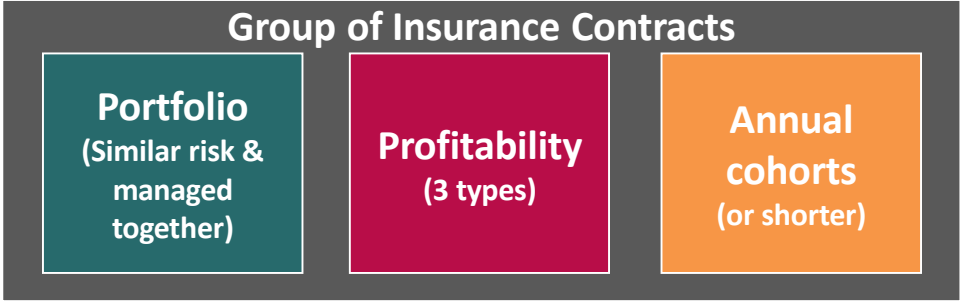 Group of Insurance Contracts
Portfolio
(Similar risk &
managed
together)
Profitability
(3 types)
Annual
cohorts
(or shorter)